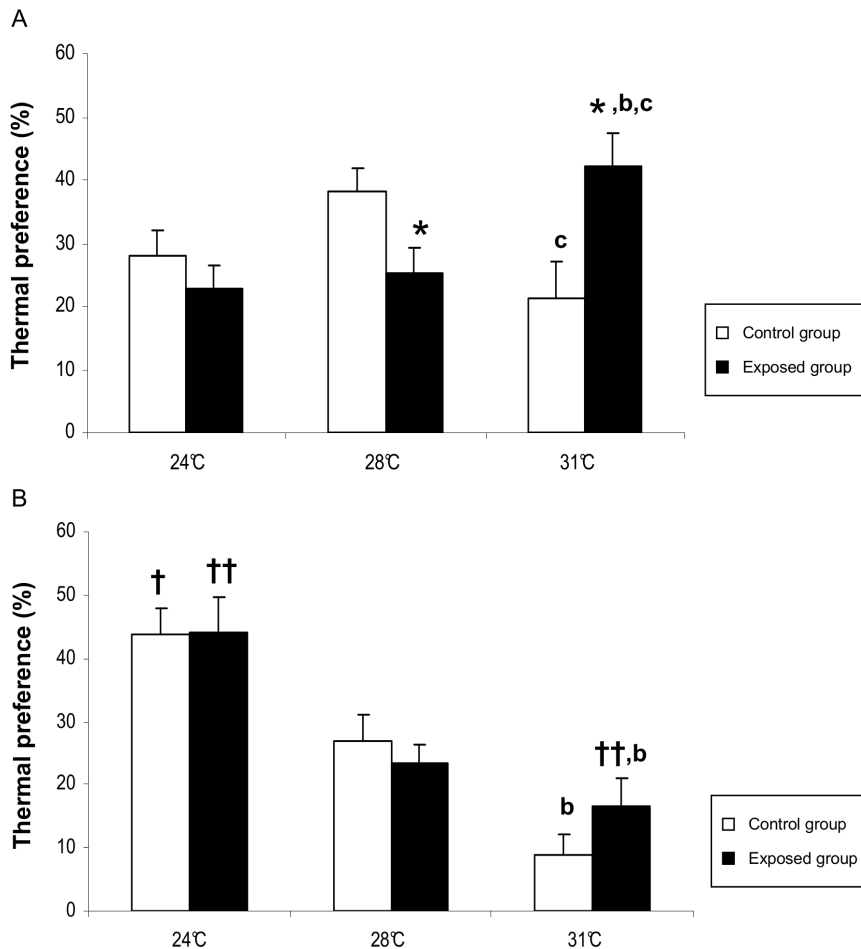 A
Thermal preference (%)
60
50
40
30
20
10
0
* ,b,c
*
c
24℃
28℃
31℃
Control group
Exposed group
B
Thermal preference (%)
60
50
40
30
20
10
0
†
††
††,b
b
24℃
28℃
31℃
Control group
Exposed group